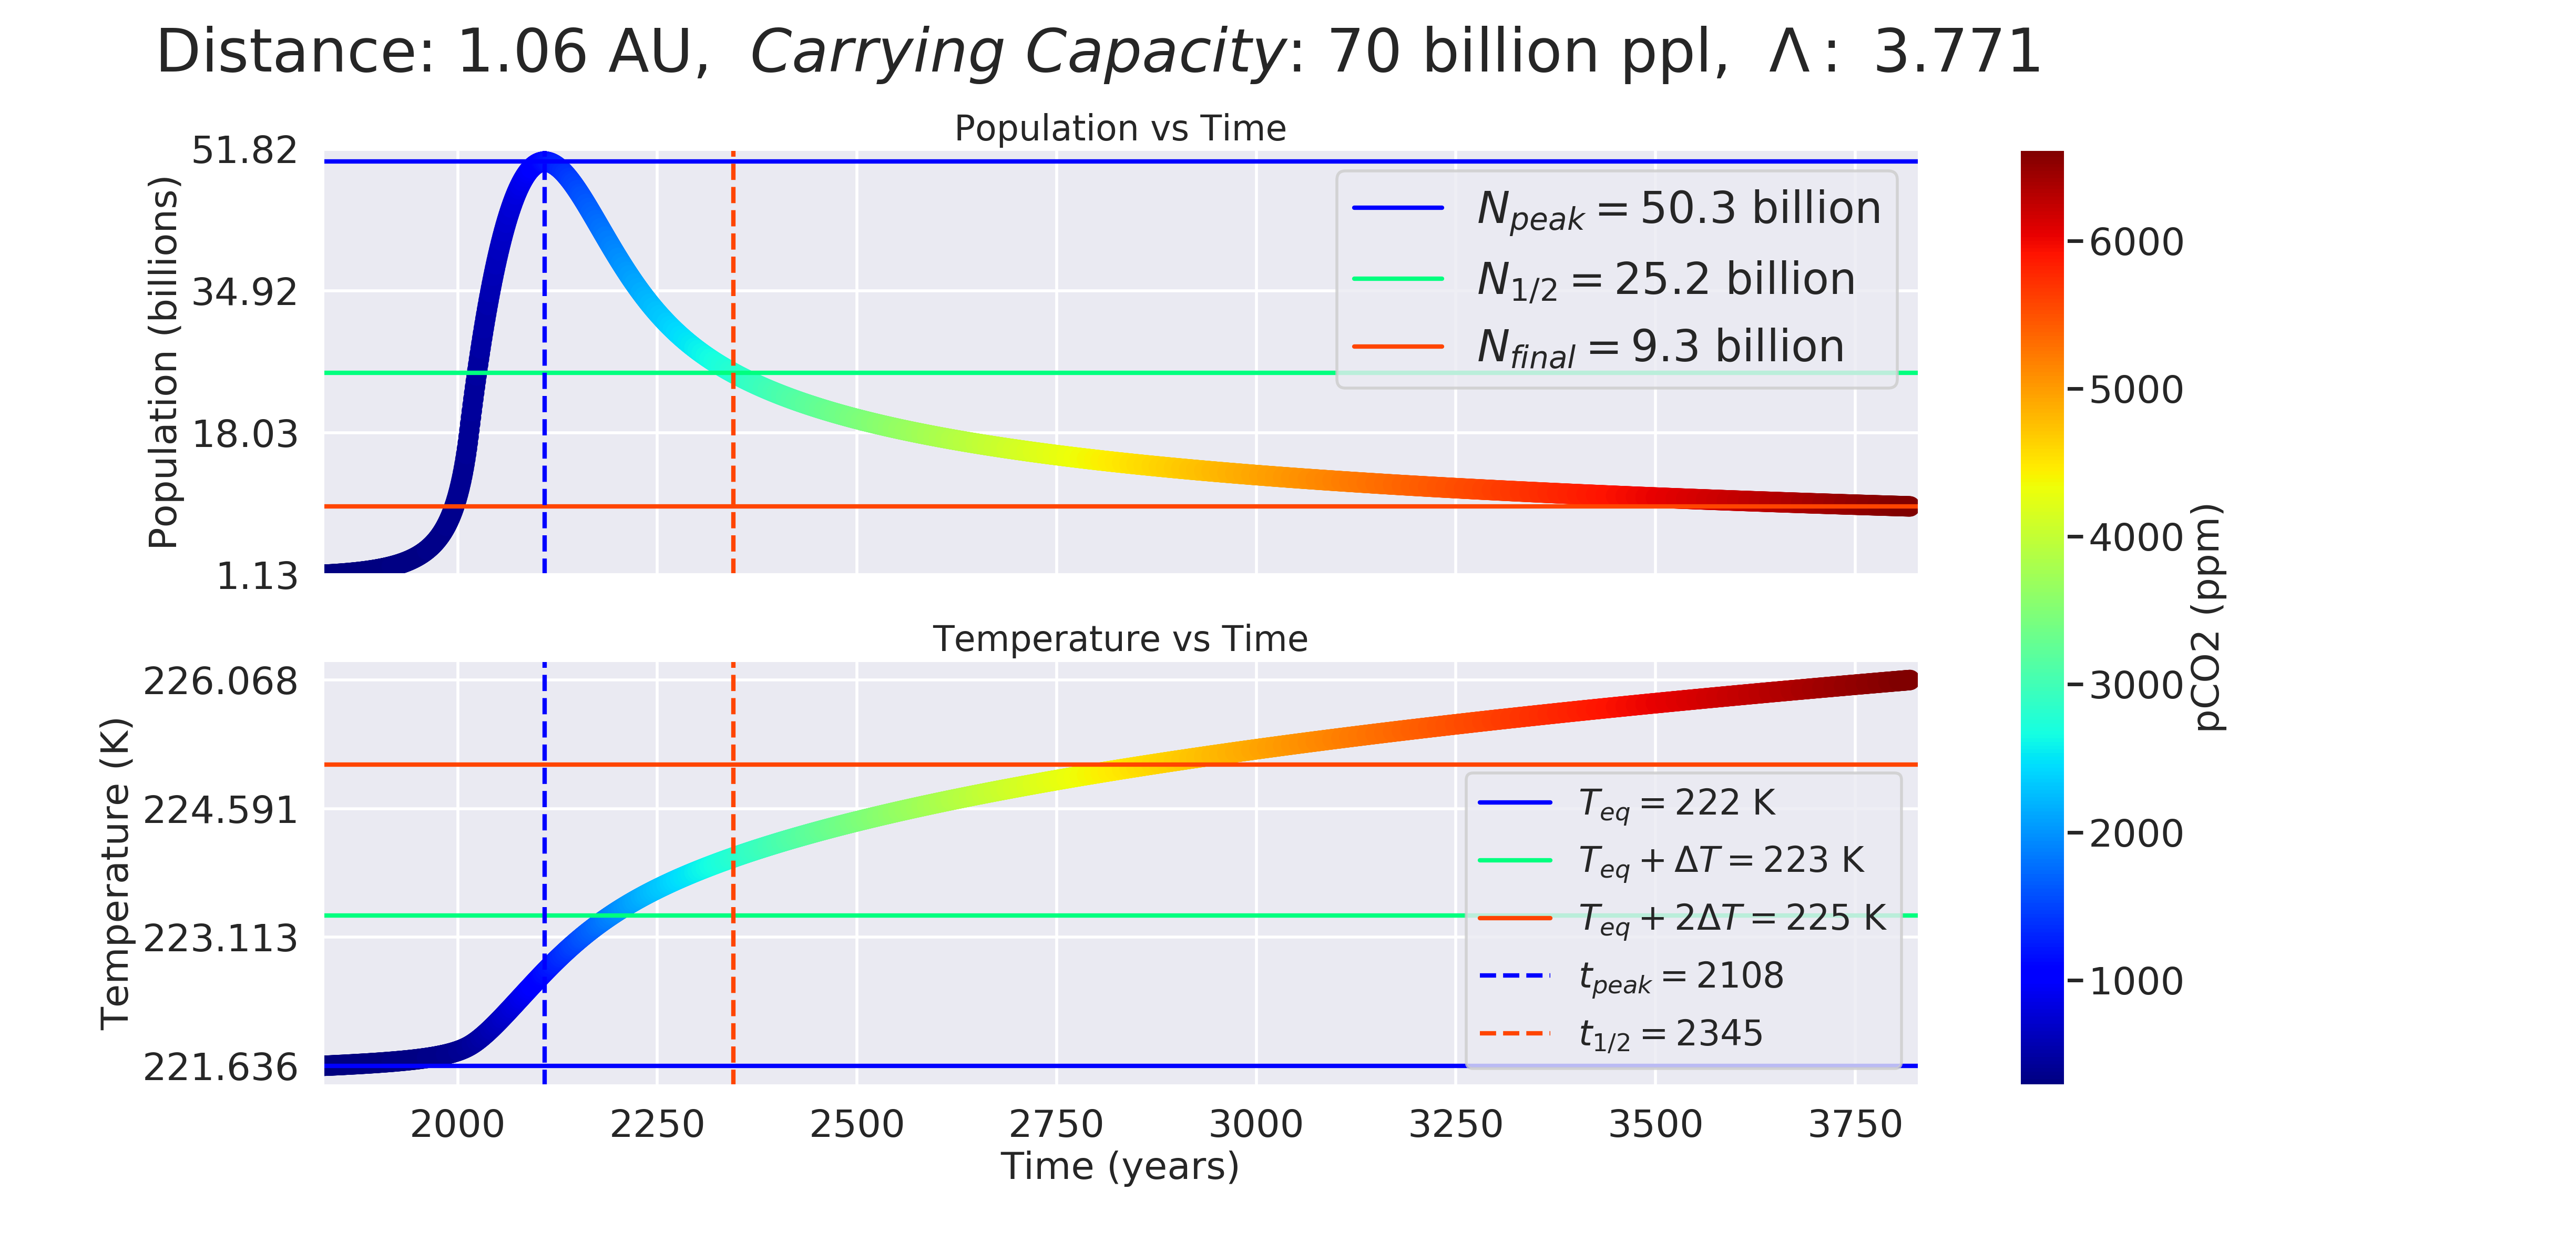 Distance: 1.06 AU, Carrying Capacity: 70 billion ppl, Λ: 3.771
Population vs Time
Population (billions)
51.82
34.92
18.03
1.13
N_peak = 50.3 billion
N_1/2 = 25.2 billion
N_final = 9.3 billion
Temperature vs Time
Temperature (K)
226.068
224.591
223.113
221.636
T_eq = 222 K
T_eq + ΔT = 223 K
T_eq + 2ΔT = 225 K
t_peak = 2108
t_1/2 = 2345
2000 2250 2500 2750 3000 3250 3500 3750
Time (years)
6000
5000
4000
3000
2000
1000
pCO2 (ppm)